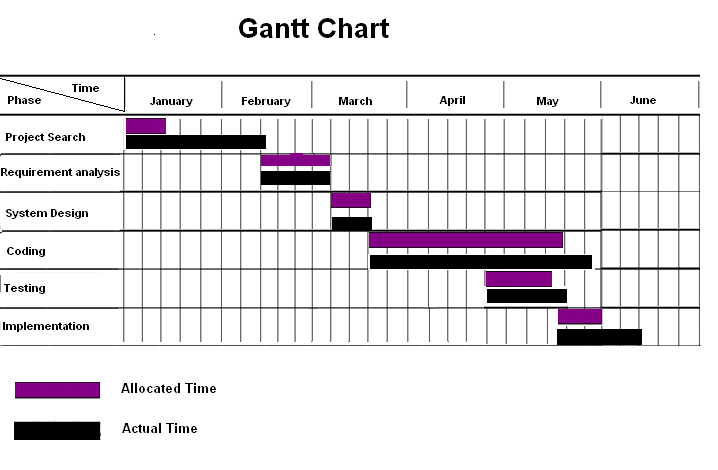 Gantt Chart
Time
Phase
January February March April May June
Project Search
Requirement analysis
System Design
Coding
Testing
Implementation
Allocated Time
Actual Time